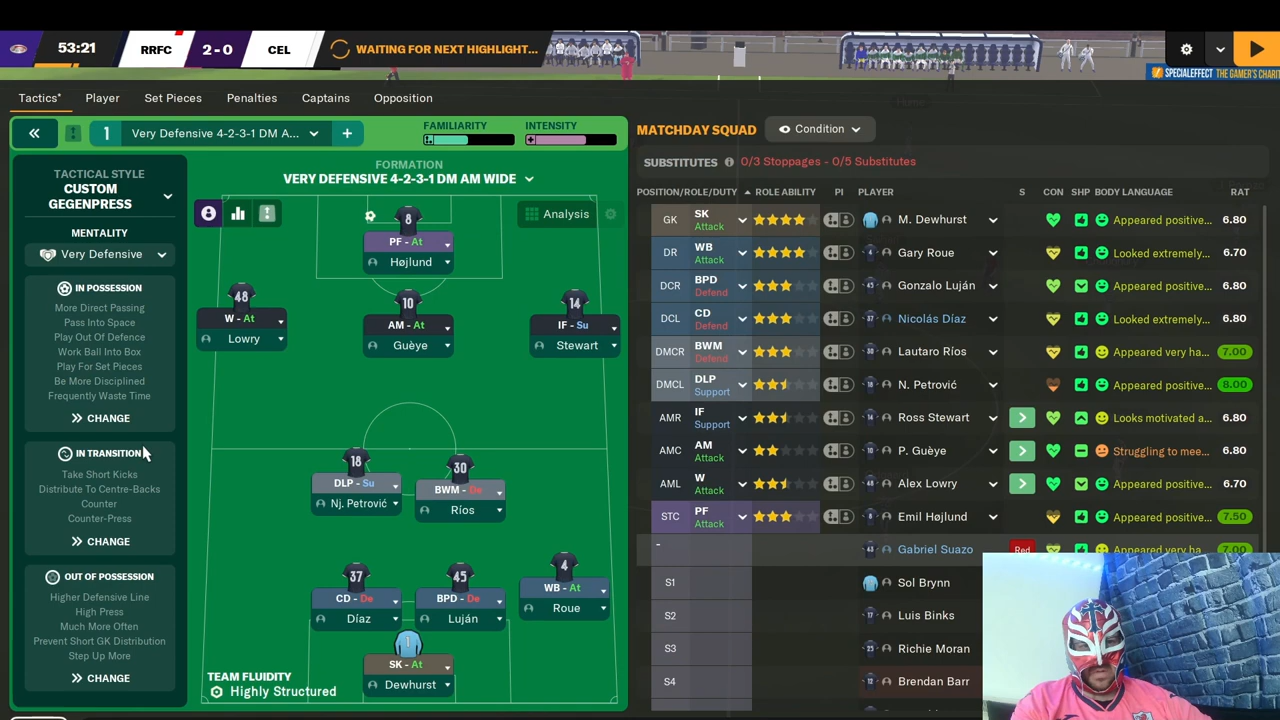 53:21 RRFC 2 - 0 CEL WAITING FOR NEXT HIGHLIGHT...
SPECIALEFFECT THE GAMER'S CHARIT
Tactics* Player Set Pieces Penalties Captains Opposition
1 Very Defensive 4-2-3-1 DM A... +
FAMILIARITY INTENSITY
TACTICAL STYLE
CUSTOM
GEGENPRESS
MENTALITY
Very Defensive
IN POSSESSION
More Direct Passing
Pass Into Space
Play Out Of Defence
Work Ball Into Box
Play For Set Pieces
Be More Disciplined
Frequently Waste Time
CHANGE
IN TRANSITION
Take Short Kicks
Distribute To Centre-Backs
Counter
Counter-Press
CHANGE
OUT OF POSSESSION
Higher Defensive Line
High Press
Much More Often
Prevent Short GK Distribution
Step Up More
CHANGE
FORMATION
VERY DEFENSIVE 4-2-3-1 DM AM WIDE
Analysis
8
PF - At
Højlund
48
W - At
Lowry
10
AM - At
Guèye
14
IF - Su
Stewart
18
DLP - Su
Nj. Petrović
30
BWM - De
Ríos
37
CD - De
Díaz
45
BPD - De
Luján
4
WB - At
Roue
1
SK - At
Dewhurst
TEAM FLUIDITY
Highly Structured
MATCHDAY SQUAD Condition
SUBSTITUTES 0/3 Stoppages - 0/5 Substitutes
POSITION/ROLE/DUTY ROLE ABILITY PI PLAYER S CON SHP BODY LANGUAGE RAT
GK SK Attack M. Dewhurst Appeared positive... 6.80
DR WB Attack Gary Roue Looked extremely... 6.70
DCR BPD Defend Gonzalo Luján Appeared positive... 6.80
DCL CD Defend Nicolás Díaz Looked extremely... 6.80
DMCR BWM Defend Lautaro Ríos Appeared very ha... 7.00
DMCL DLP Support N. Petrović Appeared positive... 8.00
AMR IF Support Ross Stewart Looks motivated a... 6.80
AMC AM Attack P. Guèye Struggling to mee... 6.80
AML W Attack Alex Lowry Appeared positive... 6.70
STC PF Attack Emil Højlund Appeared positive... 7.50
- Gabriel Suazo Red Appeared very ha... 7.00
S1 Sol Brynn
S2 Luis Binks
S3 Richie Moran
S4 Brendan Barr